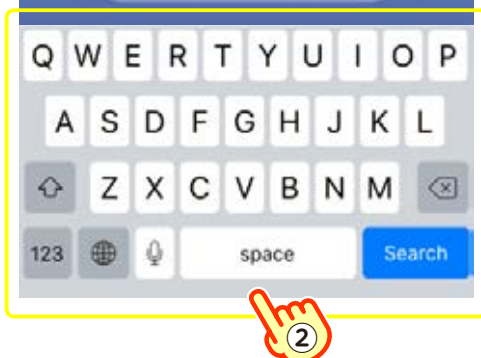 Q W E R T Y U I O P
A S D F G H J K L
Z X C V B N M
123 space Search
②